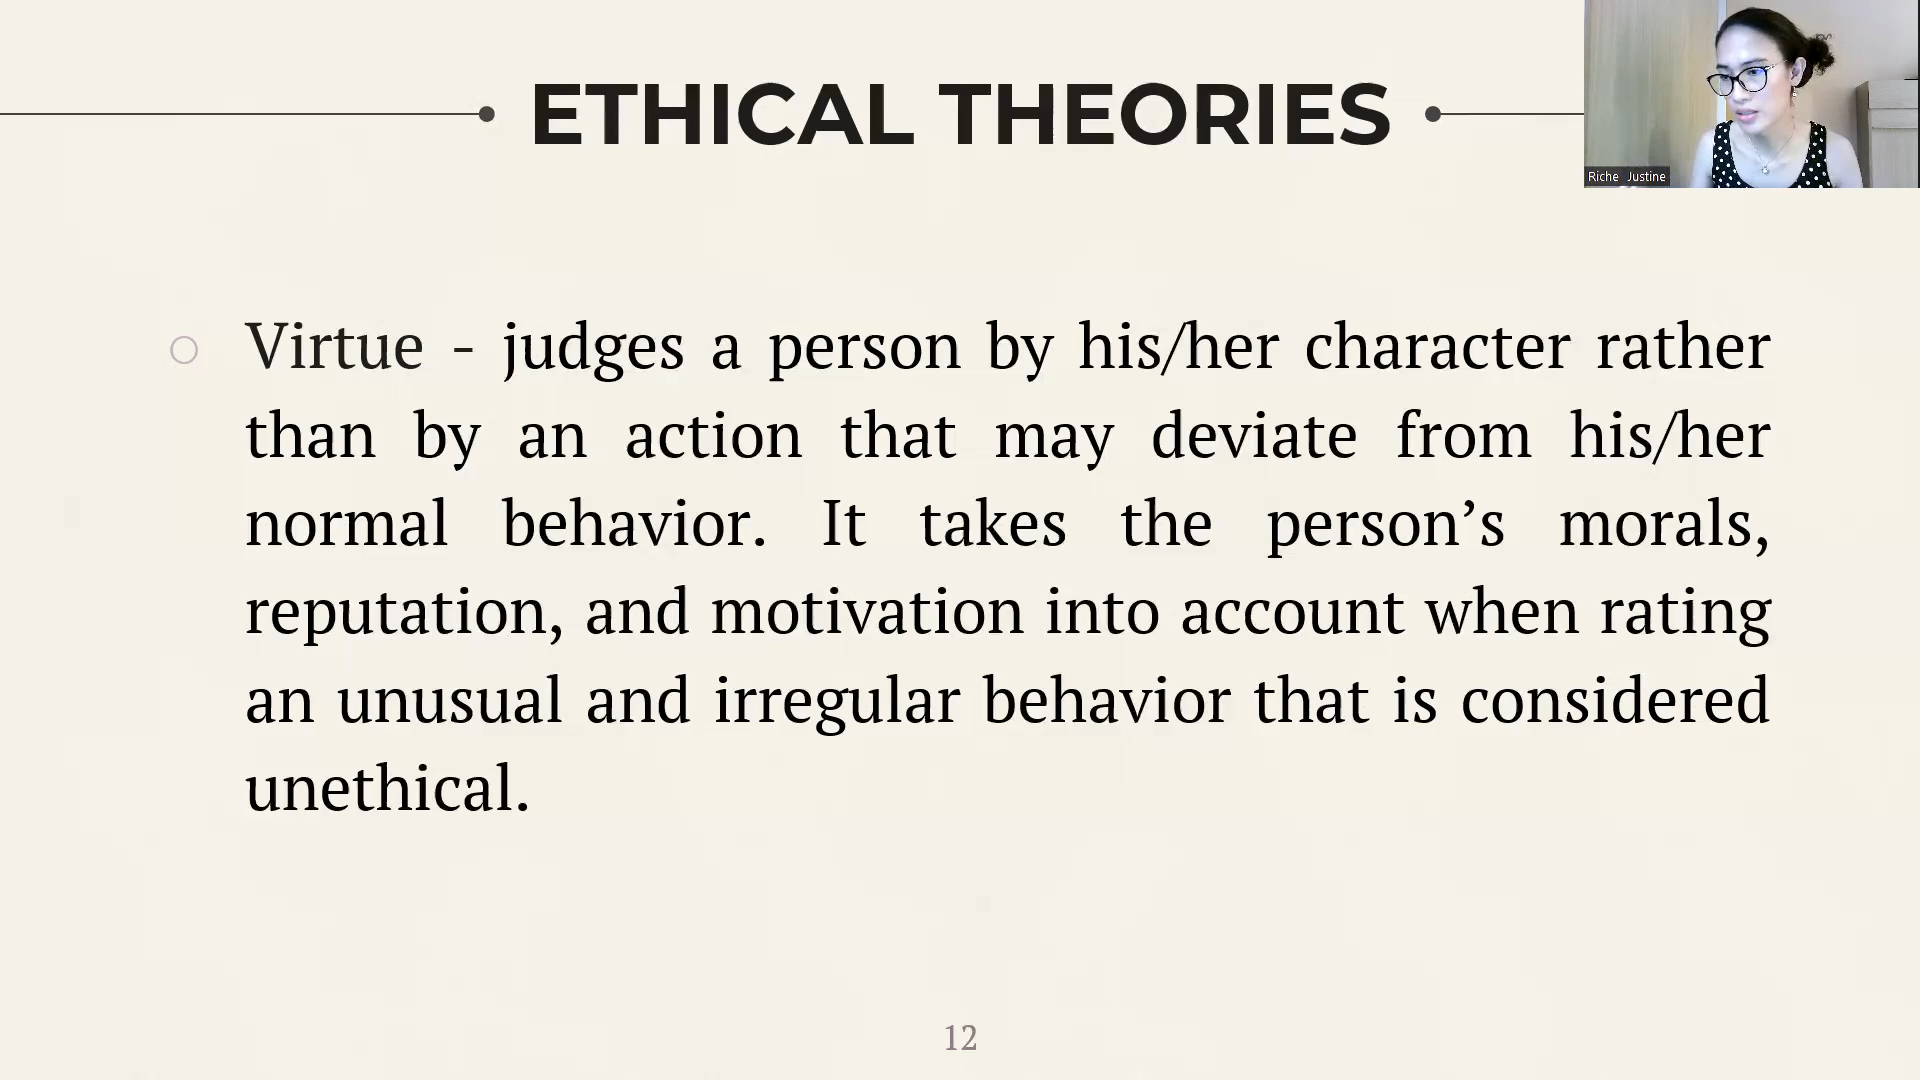 ETHICAL THEORIES
Riche Justine
Virtue - judges a person by his/her character rather
than by an action that may deviate from his/her
normal behavior. It takes the person’s morals,
reputation, and motivation into account when rating
an unusual and irregular behavior that is considered
unethical.
12